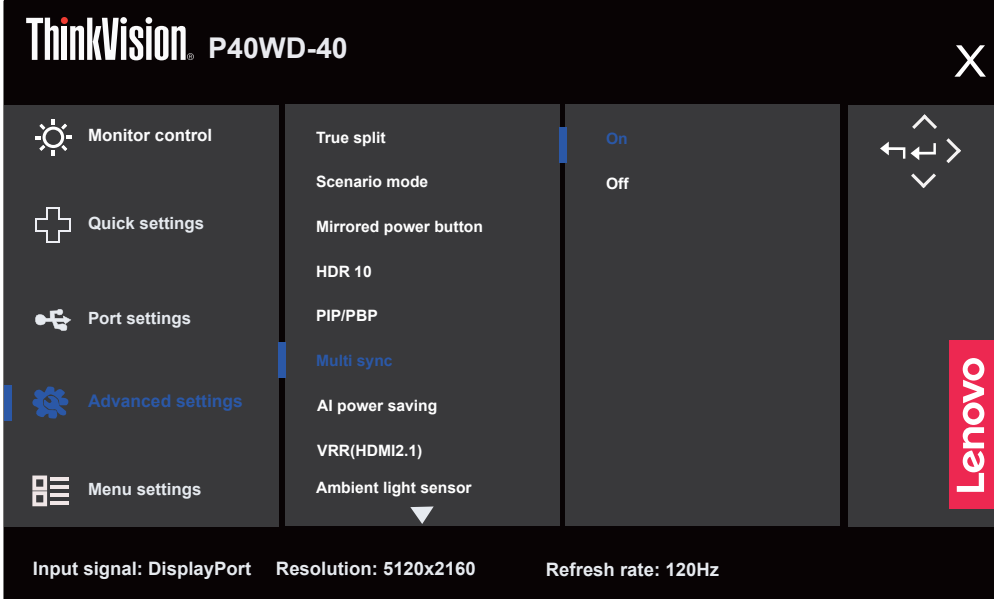 ThinkVision® P40WD-40
X
Monitor control
Quick settings
Port settings
Advanced settings
Menu settings
True split
Scenario mode
Mirrored power button
HDR 10
PIP/PBP
Multi sync
AI power saving
VRR(HDMI2.1)
Ambient light sensor
On
Off
Lenovo
Input signal: DisplayPort Resolution: 5120x2160 Refresh rate: 120Hz